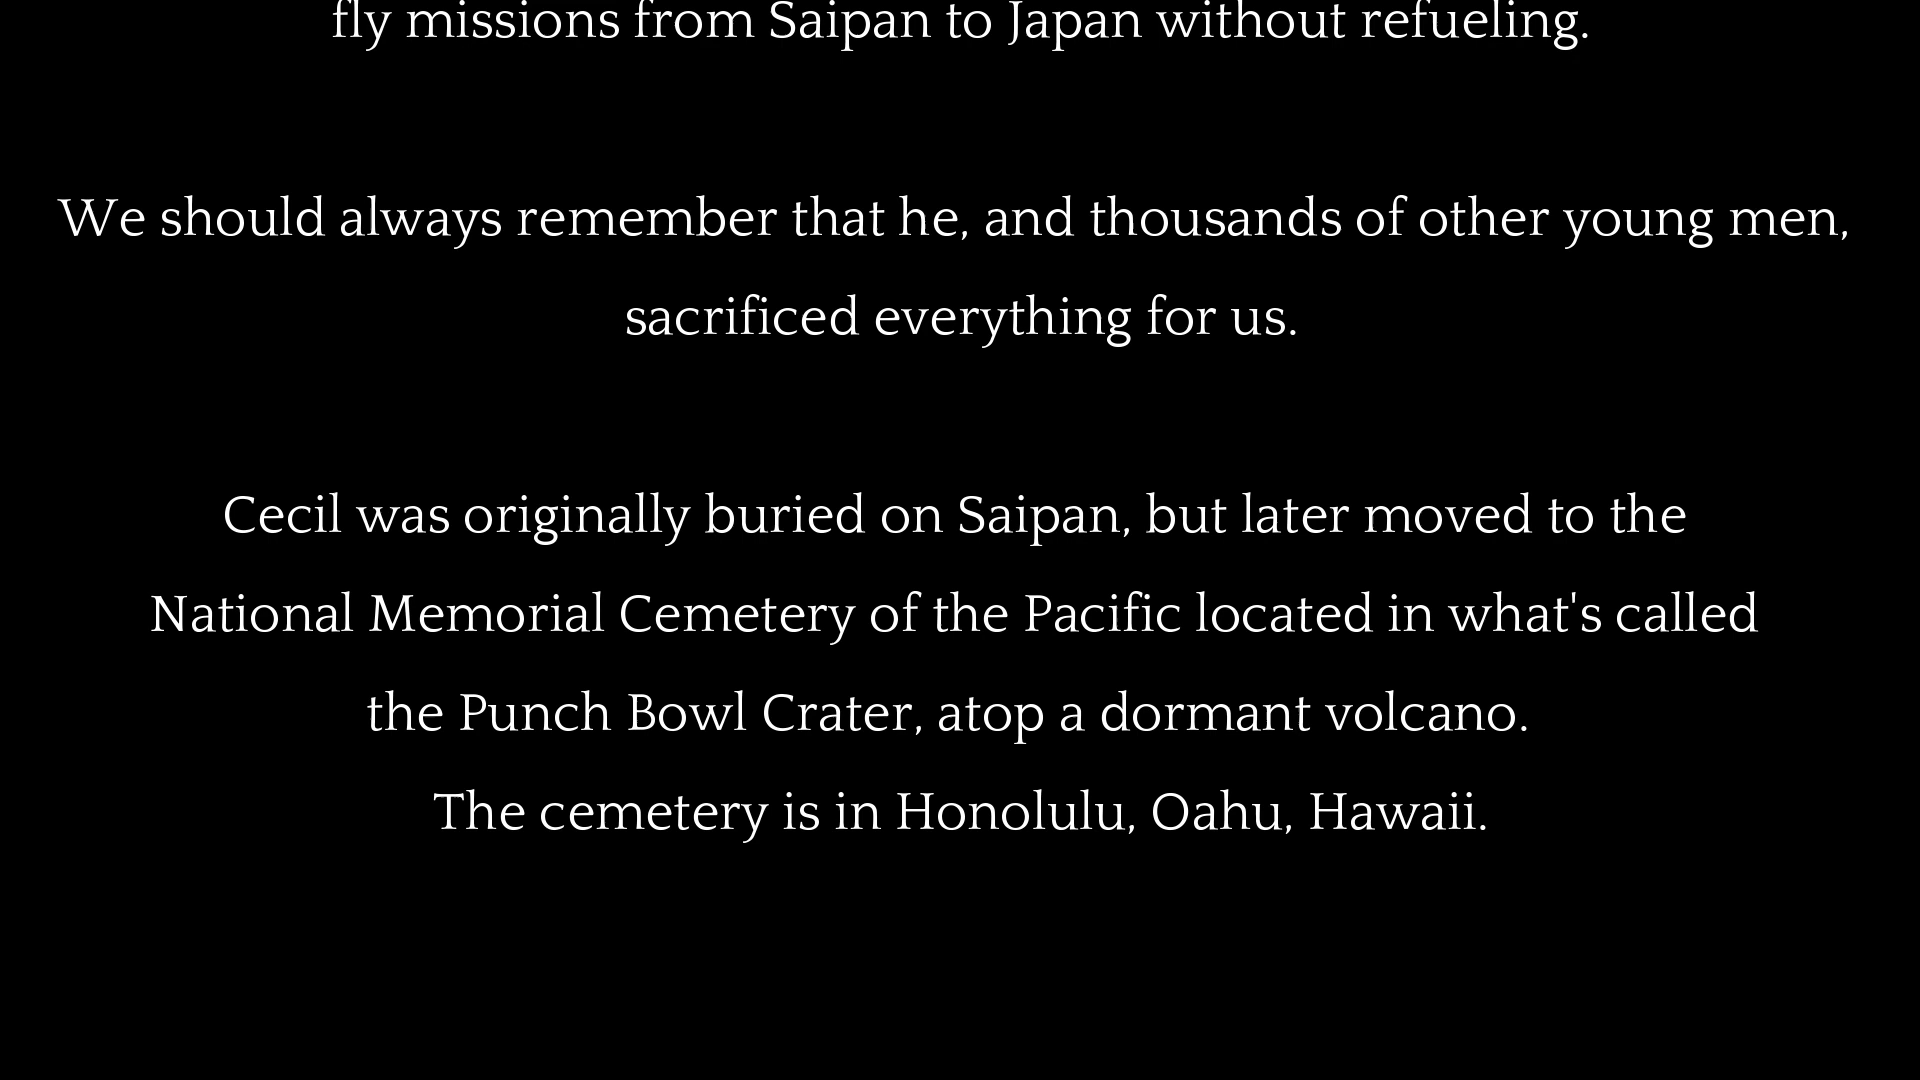 fly missions from Saipan to Japan without refueling.
We should always remember that he, and thousands of other young men,
sacrificed everything for us.
Cecil was originally buried on Saipan, but later moved to the
National Memorial Cemetery of the Pacific located in what's called
the Punch Bowl Crater, atop a dormant volcano.
The cemetery is in Honolulu, Oahu, Hawaii.